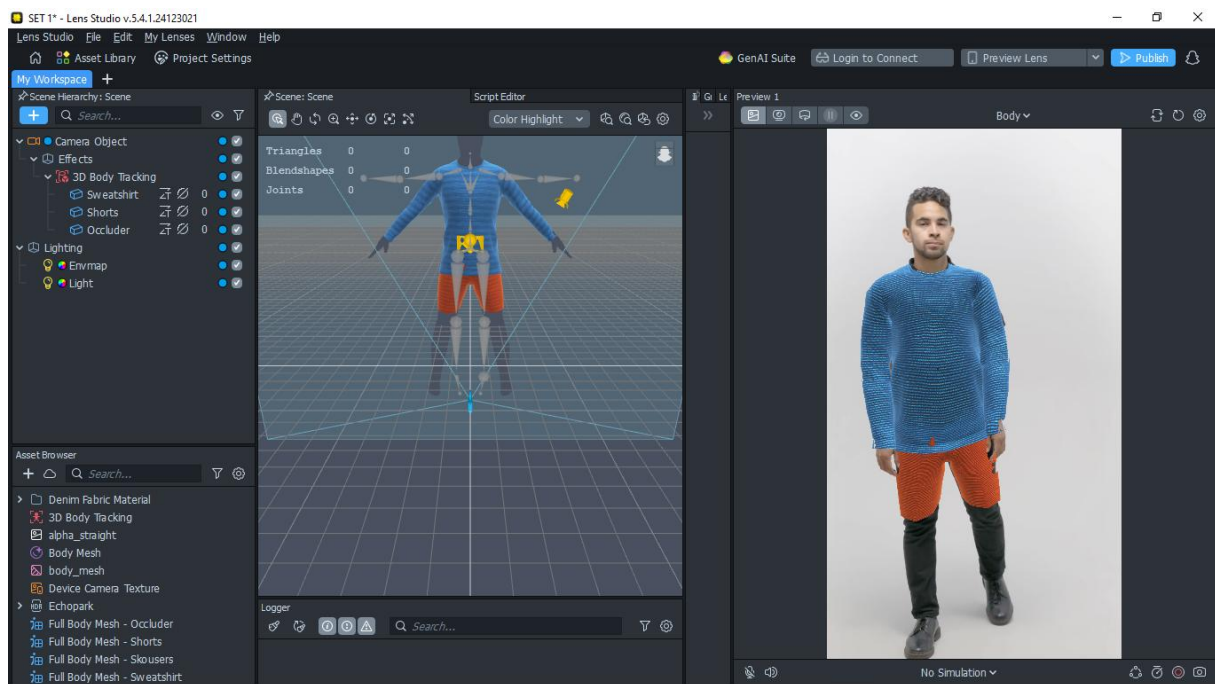 SET 1* - Lens Studio v.5.4.1.24123021
Lens Studio File Edit My Lenses Window Help
Asset Library Project Settings
GenAI Suite Login to Connect Preview Lens Publish
My Workspace
Scene Hierarchy: Scene
Search...
Camera Object
Effects
3D Body Tracking
Sweatshirt 0
Shorts 0
Occluder 0
Lighting
Envmap
Light
Asset Browser
Search...
Denim Fabric Material
3D Body Tracking
alpha_straight
Body Mesh
body_mesh
Device Camera Texture
Echopark
Full Body Mesh - Occluder
Full Body Mesh - Shorts
Full Body Mesh - Skousers
Full Body Mesh - Sweatshirt
Scene: Scene Script Editor
Color Highlight
Triangles 0 0
Blendshapes 0 0
Joints 0 0
Logger
Search...
Gi Le
Preview 1
Body
No Simulation